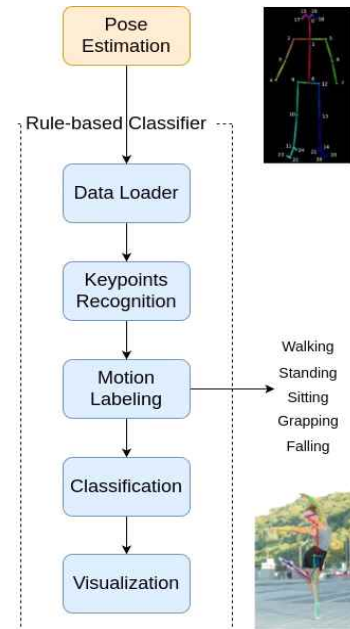 Pose
Estimation
Rule-based Classifier
Data Loader
Keypoints
Recognition
Motion
Labeling
Walking
Standing
Sitting
Grapping
Falling
Classification
Visualization